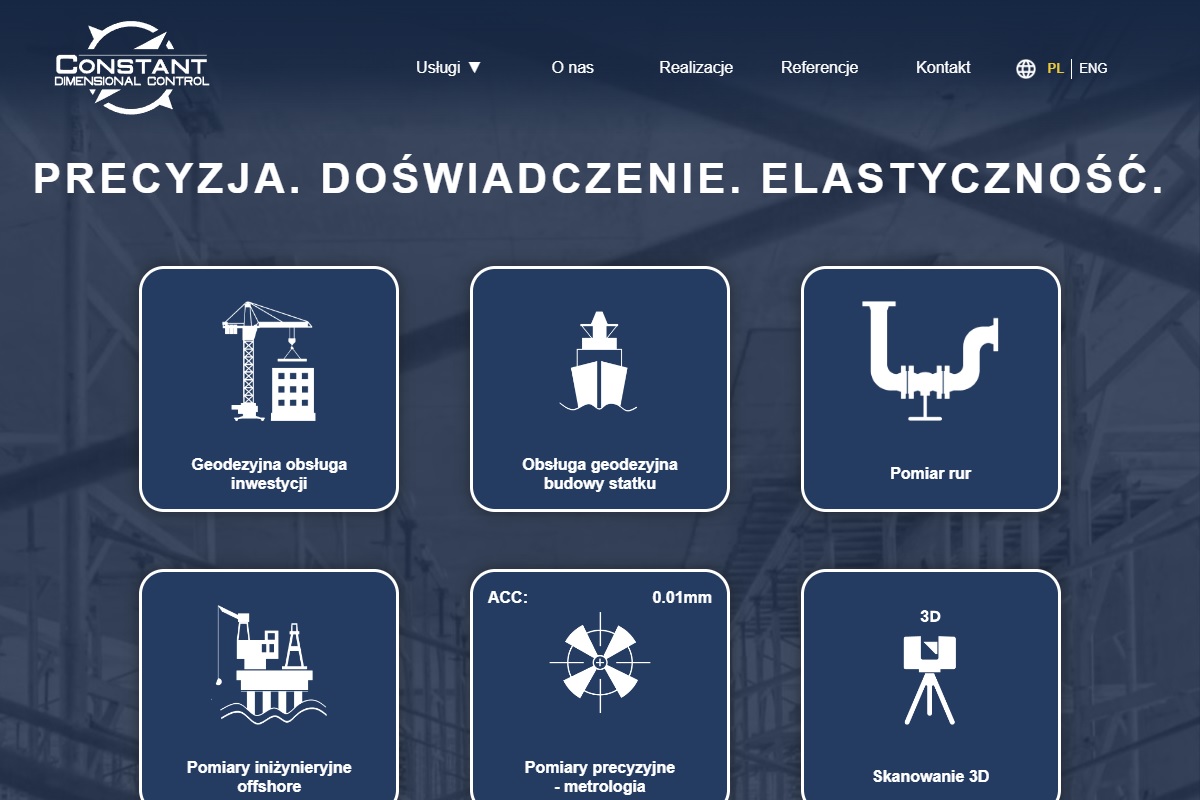 CONSTANT
DIMENSIONAL CONTROL
Usługi ▼
O nas
Realizacje
Referencje
Kontakt
PL | ENG
PRECYZJA. DOŚWIADCZENIE. ELASTYCZNOŚĆ.
Geodezyjna obsługa
inwestycji
Obsługa geodezyjna
budowy statku
Pomiar rur
Pomiary iniżynieryjne
offshore
ACC: 0.01mm
Pomiary precyzyjne
- metrologia
3D
Skanowanie 3D